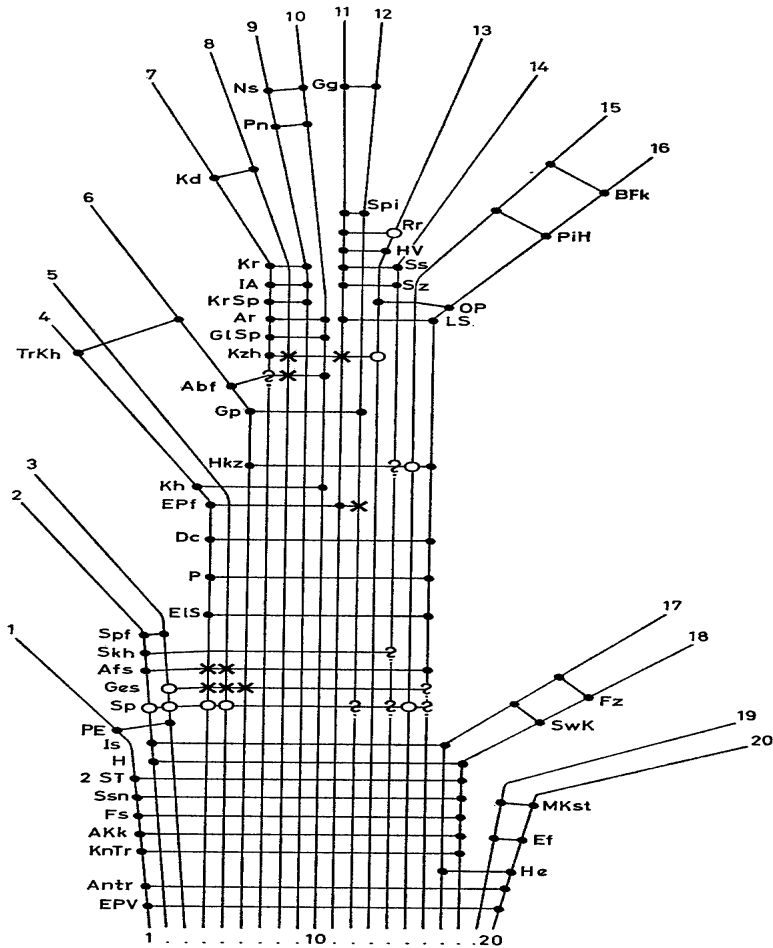 11 12
10
9
13
8
14
7
Ns
Gg
15
Pn
16
Kd
BFk
6
Spi
Rr
PiH
HV
Kr
Ss
5
IA
Sz
KrSp
OP
4
Ar
LS.
GlSp
TrKh
Kzh
?
Abf
Gp
Hkz
?
3
Kh
2
EPf
Dc
P
ElS
17
1
Spf
18
Skh
?
Afs
Ges
?
Fz
Sp
? ? ?
19
PE
SwK
20
Is
H
2 ST
Ssn
MKst
Fs
AKk
Ef
KnTr
He
Antr
EPV
1 . . . . . . . . 10 . . . . . . . . . 20